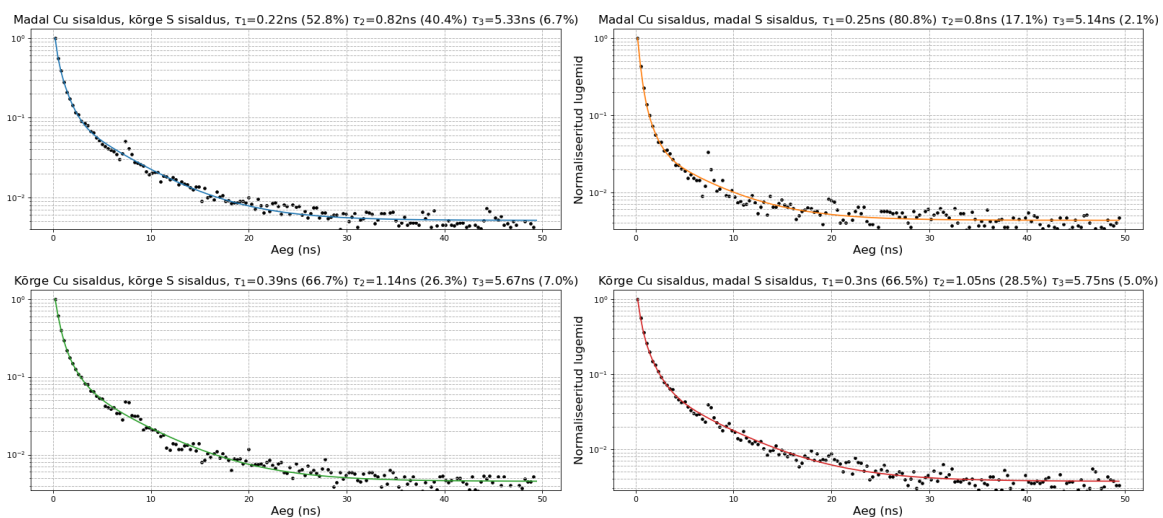 Madal Cu sisaldus, kõrge S sisaldus, τ1=0.22ns (52.8%) τ2=0.82ns (40.4%) τ3=5.33ns (6.7%)
10⁰
10⁻¹
10⁻²
0 10 20 30 40 50
Aeg (ns)
Madal Cu sisaldus, madal S sisaldus, τ1=0.25ns (80.8%) τ2=0.8ns (17.1%) τ3=5.14ns (2.1%)
Normaliseeritud lugemid
10⁰
10⁻¹
10⁻²
0 10 20 30 40 50
Aeg (ns)
Kõrge Cu sisaldus, kõrge S sisaldus, τ1=0.39ns (66.7%) τ2=1.14ns (26.3%) τ3=5.67ns (7.0%)
10⁰
10⁻¹
10⁻²
0 10 20 30 40 50
Aeg (ns)
Kõrge Cu sisaldus, madal S sisaldus, τ1=0.3ns (66.5%) τ2=1.05ns (28.5%) τ3=5.75ns (5.0%)
Normaliseeritud lugemid
10⁰
10⁻¹
10⁻²
0 10 20 30 40 50
Aeg (ns)